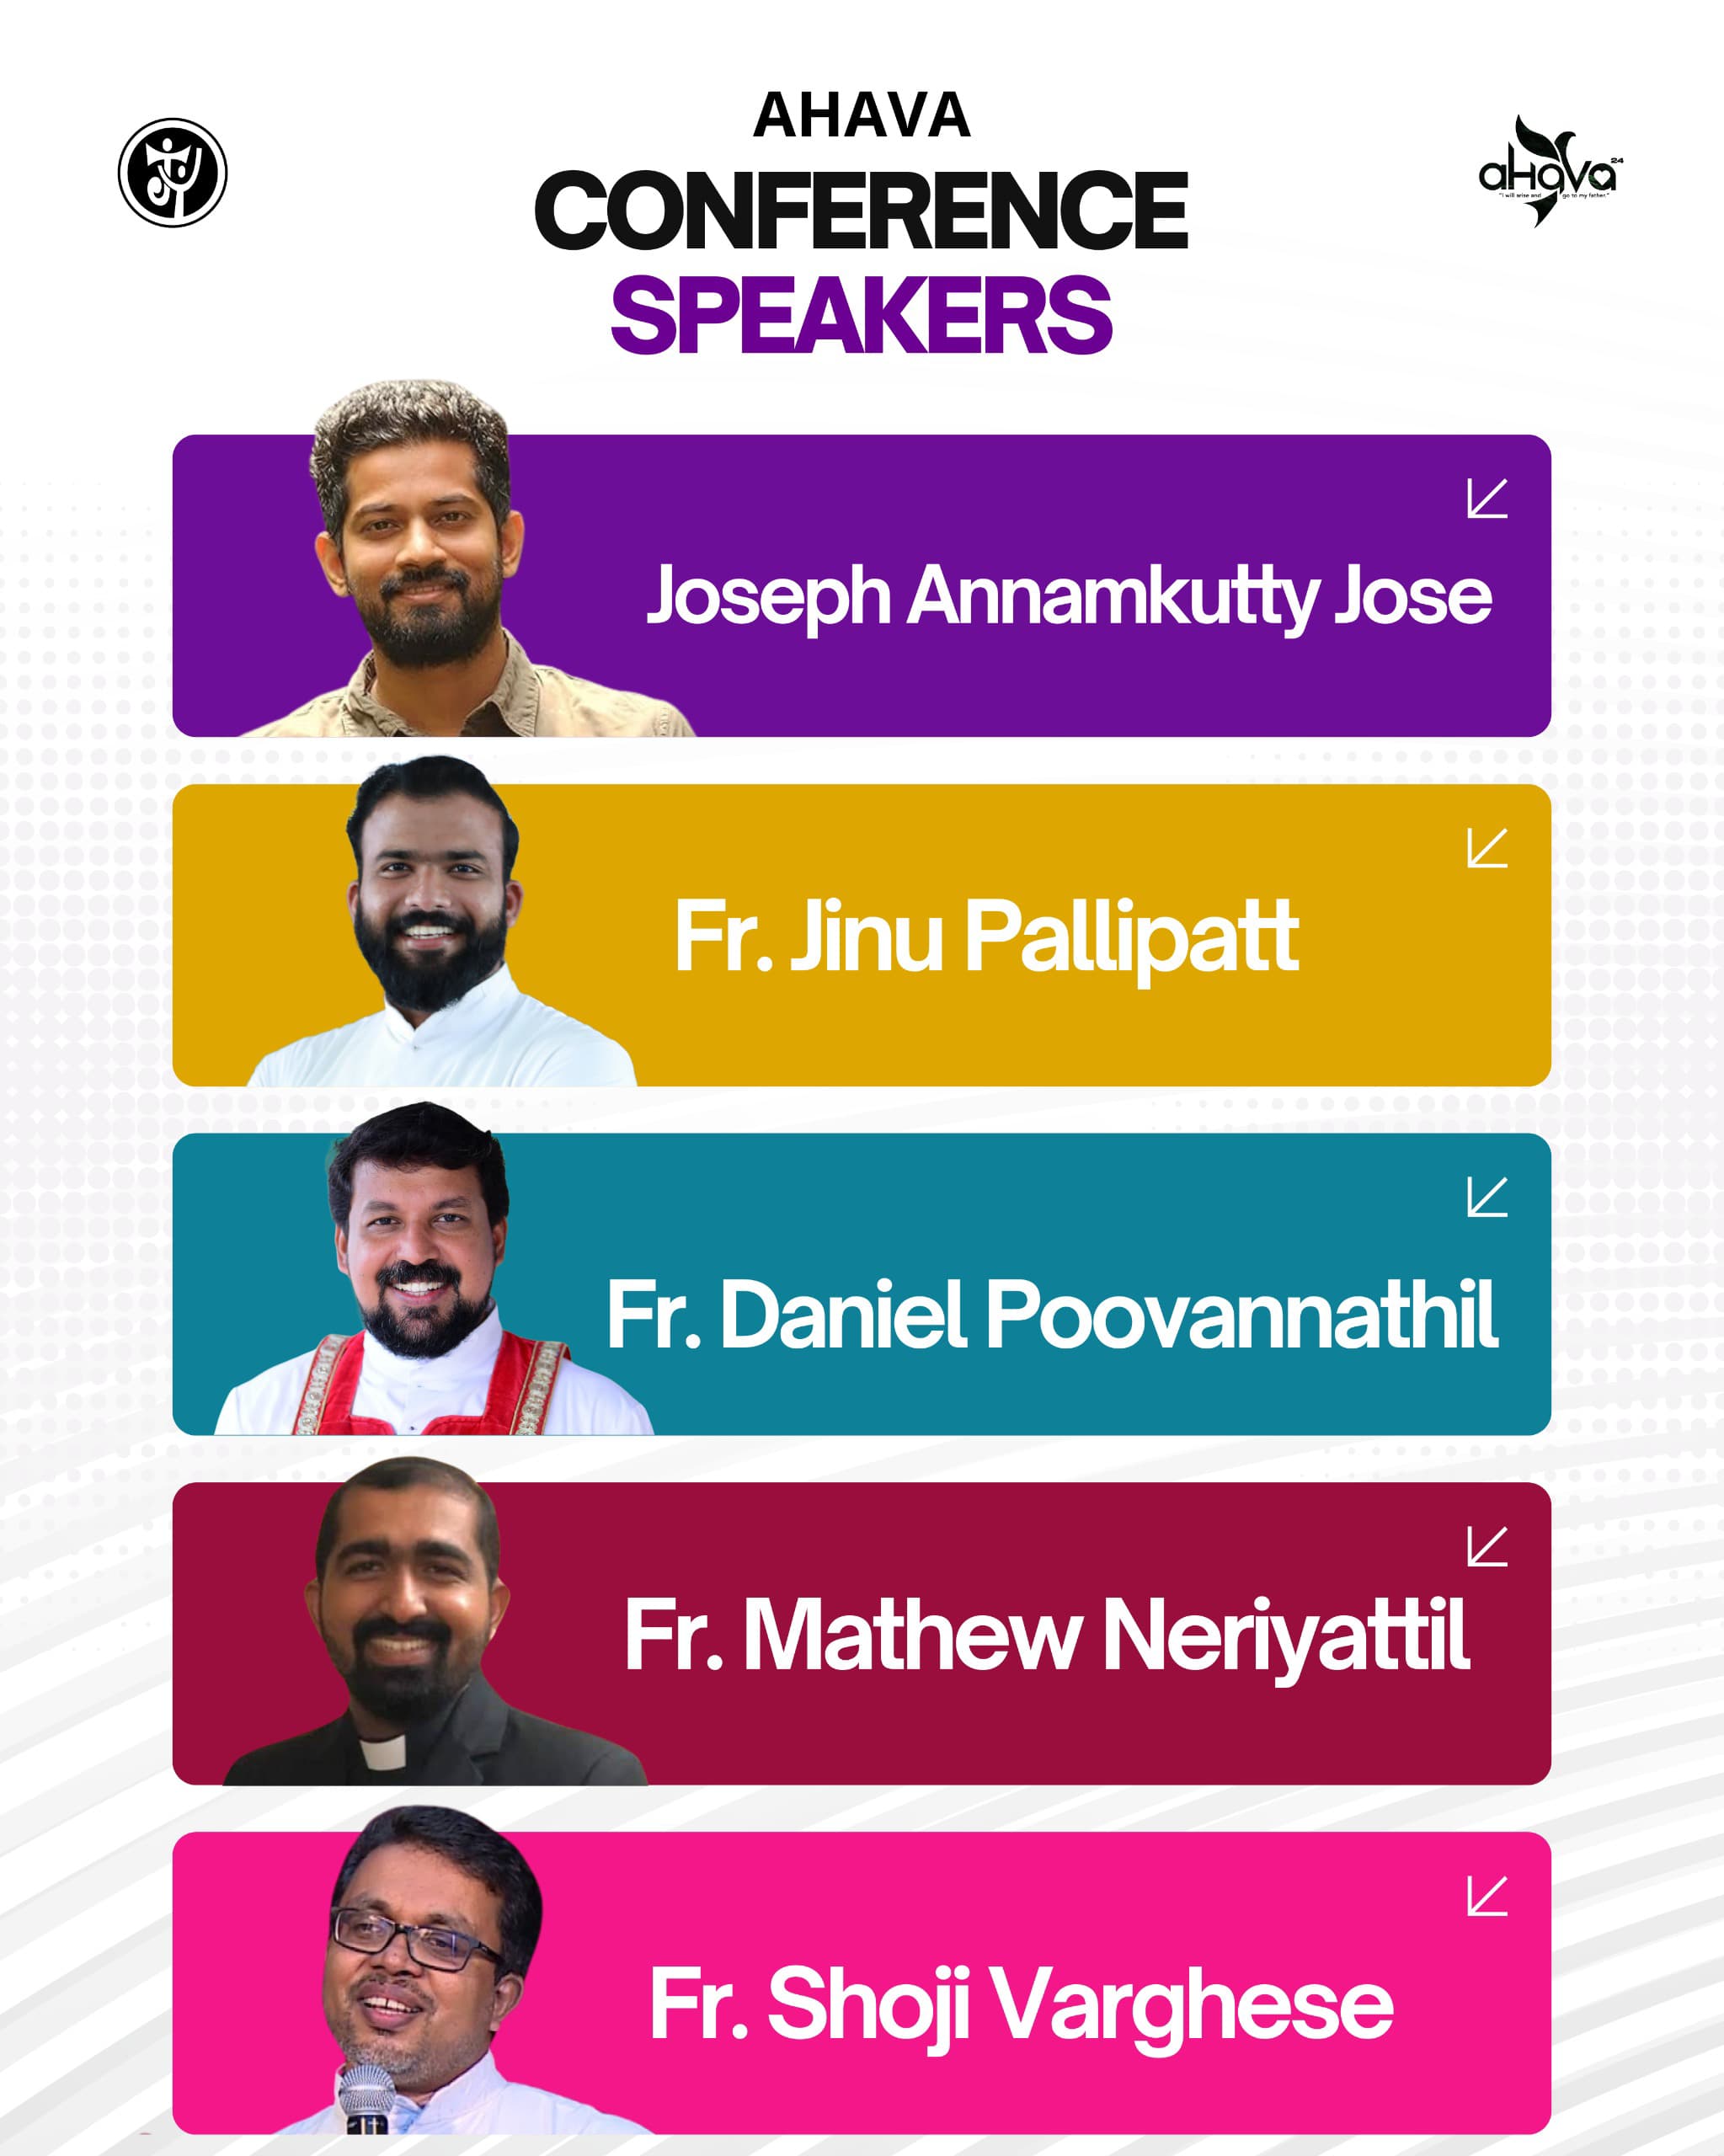 AHAVA
CONFERENCE
SPEAKERS
aHaVa
24
"I will arise and go to my father."
Joseph Annamkutty Jose
Fr. Jinu Pallipatt
Fr. Daniel Poovannathil
Fr. Mathew Neriyattil
Fr. Shoji Varghese